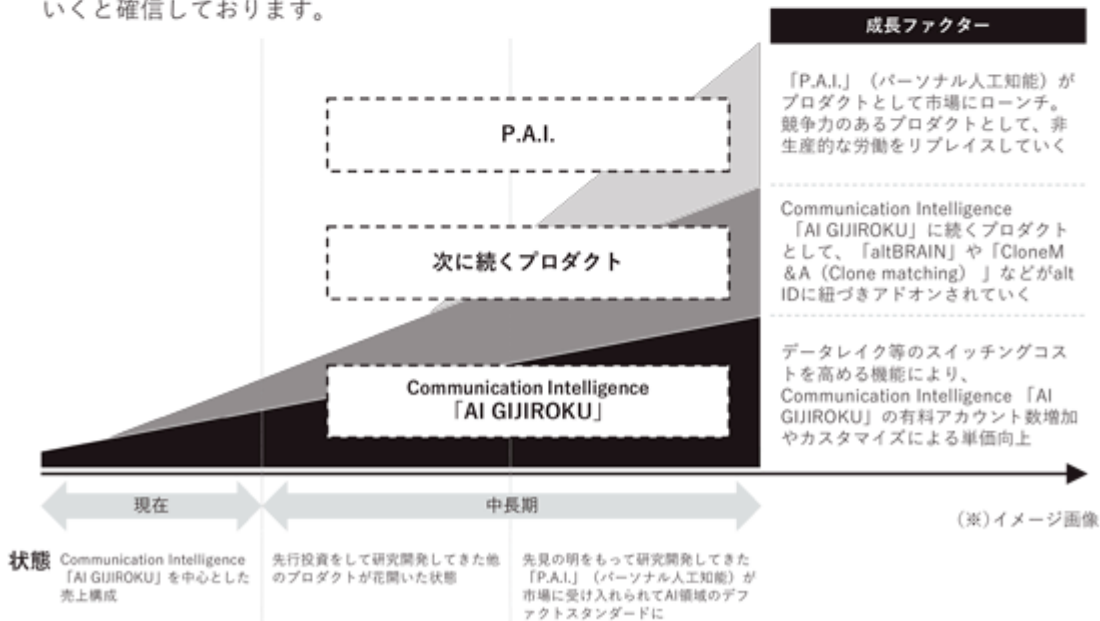 いくと確信しております。
成長ファクター
P.A.I.
「P.A.I.」（パーソナル人工知能）が
プロダクトとして市場にローンチ。
競争力のあるプロダクトとして、非
生産的な労働をリプレイスしていく
次に続くプロダクト
Communication Intelligence
「AI GIJIROKU」に続くプロダクト
として、「altBRAIN」や「CloneM
&A（Clone matching）」などがalt
IDに紐づきアドオンされていく
Communication Intelligence
「AI GIJIROKU」
データレイク等のスイッチングコス
トを高める機能により、
Communication Intelligence 「AI
GIJIROKU」の有料アカウント数増加
やカスタマイズによる単価向上
現在
中長期
（※）イメージ画像
状態
Communication Intelligence
「AI GIJIROKU」を中心とした
売上構成
先行投資をして研究開発してきた他
のプロダクトが花開いた状態
先見の明をもって研究開発してきた
「P.A.I.」（パーソナル人工知能）が
市場に受け入れられてAI領域のデフ
ァクトスタンダードに